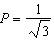 P = 1/√3